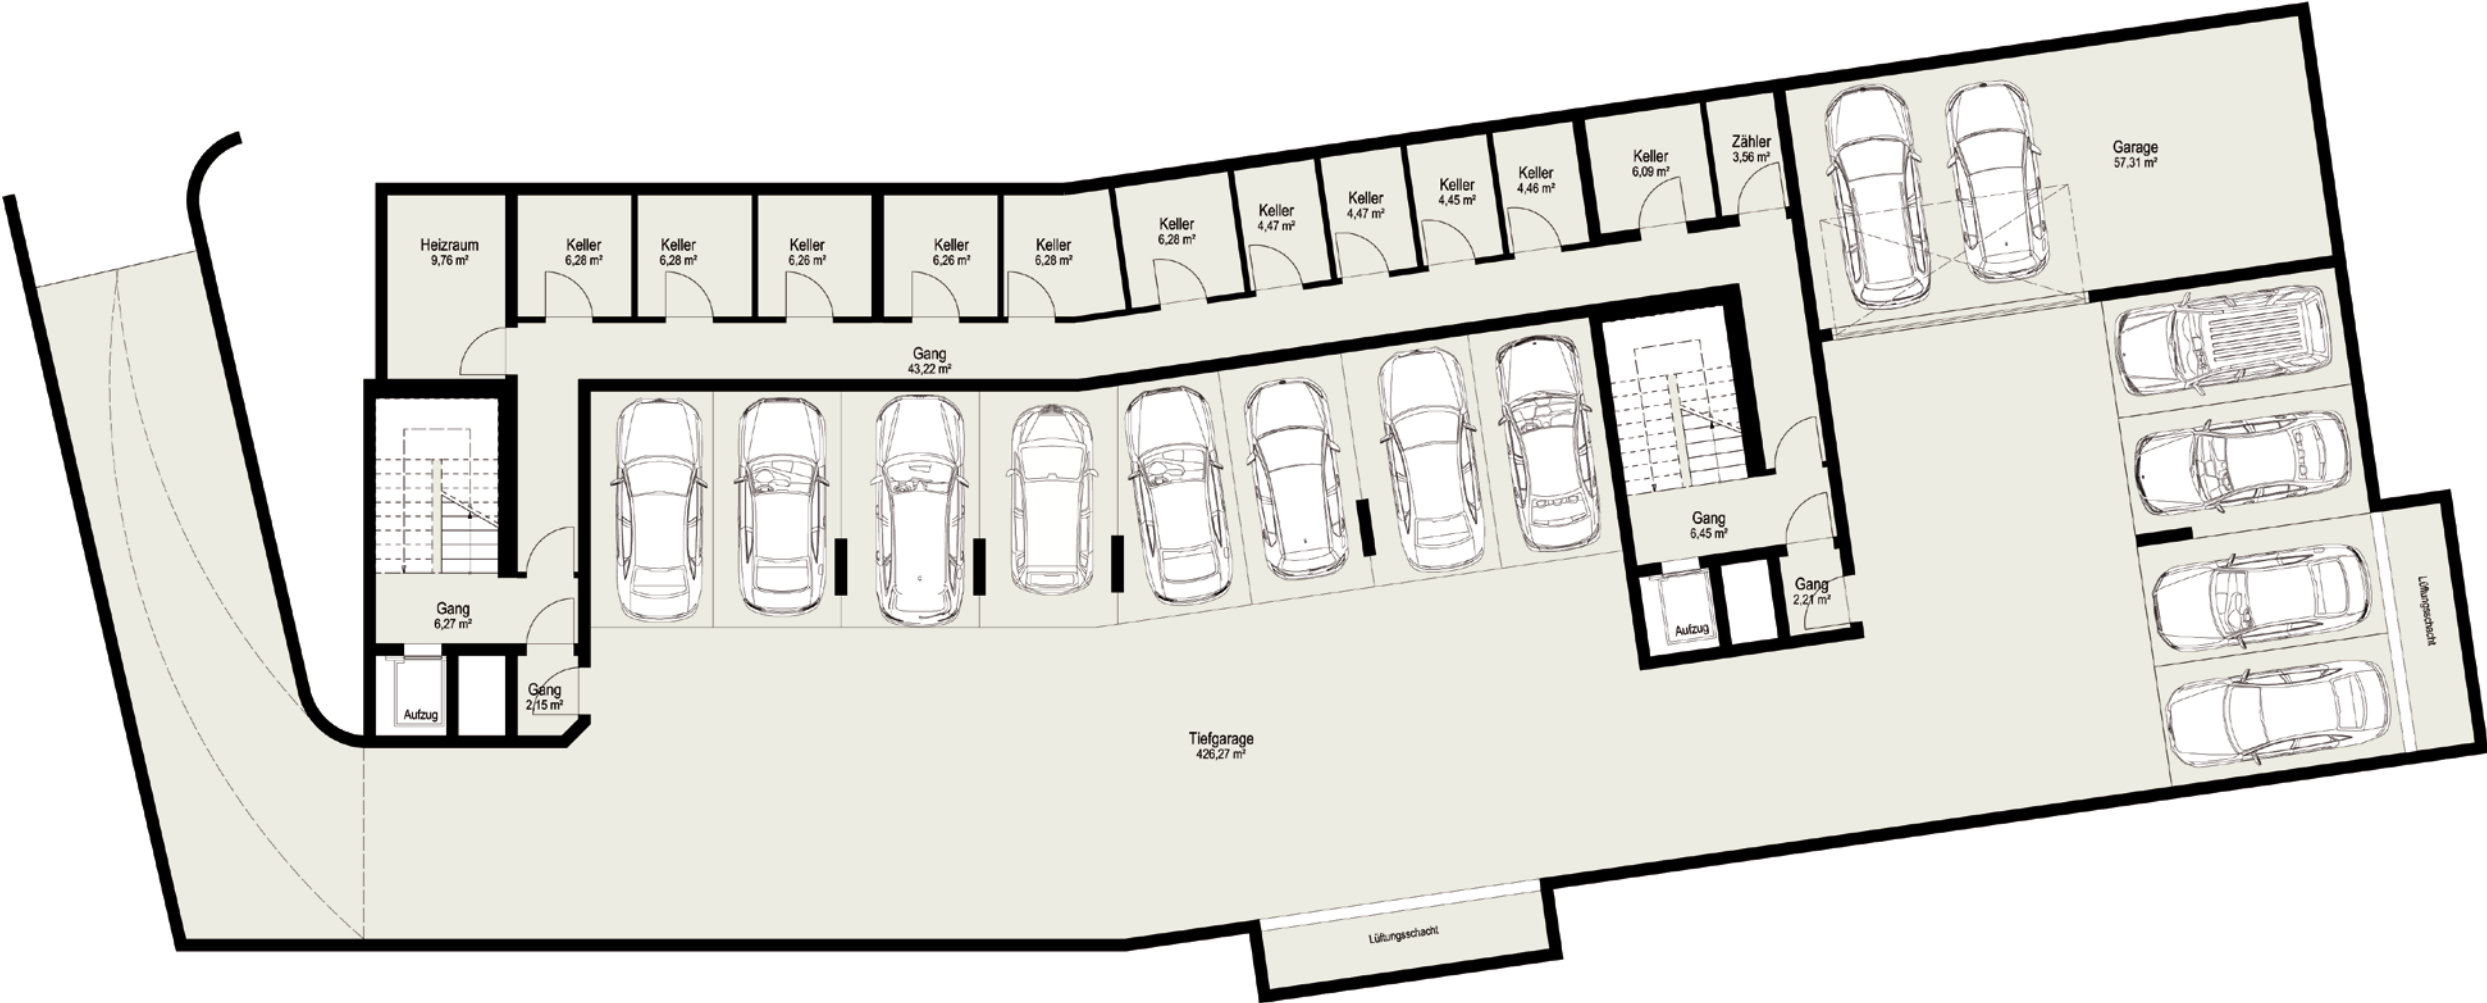 Heizraum
9,76 m²
Keller
6,28 m²
Keller
6,28 m²
Keller
6,26 m²
Keller
6,26 m²
Keller
6,28 m²
Keller
6,28 m²
Keller
4,47 m²
Keller
4,47 m²
Keller
4,45 m²
Keller
4,46 m²
Keller
6,09 m²
Zähler
3,56 m²
Garage
57,31 m²
Gang
43,22 m²
Gang
6,27 m²
Aufzug
Gang
2,15 m²
Gang
6,45 m²
Aufzug
Gang
2,21 m²
Tiefgarage
426,27 m²
Lüftungsschacht
Lüftungsschacht